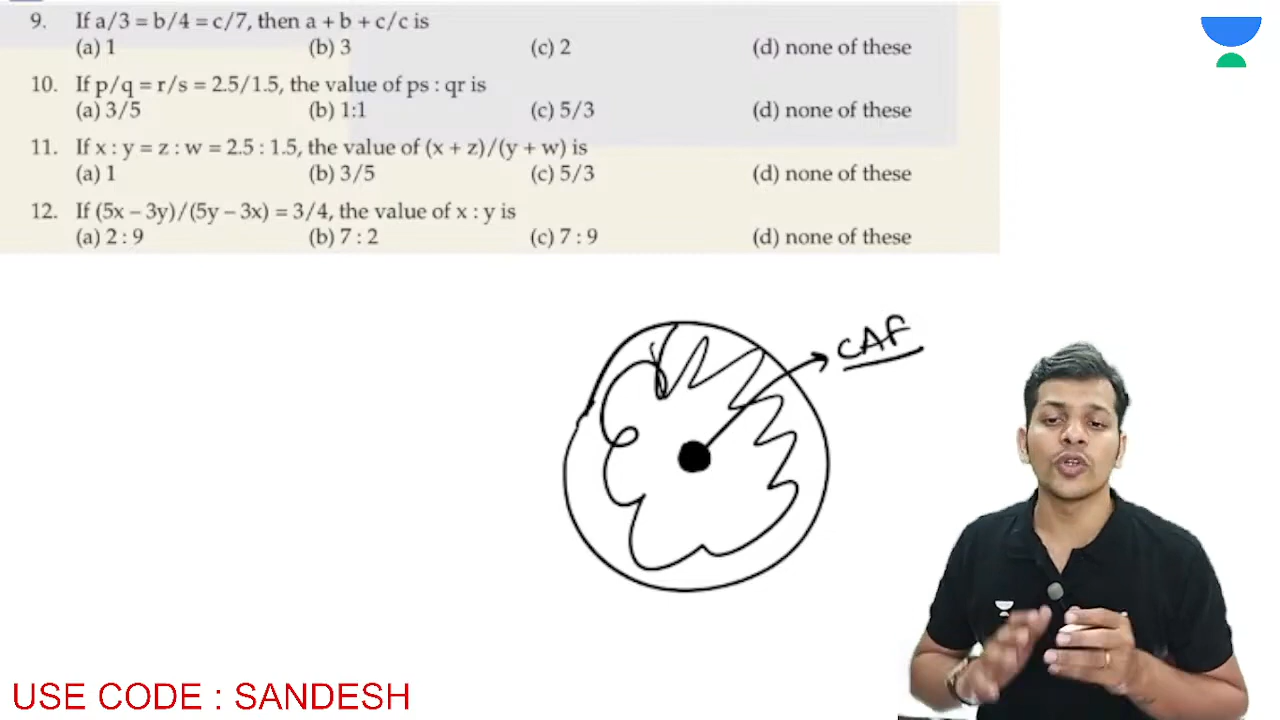 9. If a/3 = b/4 = c/7, then a + b + c/c is
(a) 1 (b) 3 (c) 2 (d) none of these
10. If p/q = r/s = 2.5/1.5, the value of ps : qr is
(a) 3/5 (b) 1:1 (c) 5/3 (d) none of these
11. If x : y = z : w = 2.5 : 1.5, the value of (x + z)/(y + w) is
(a) 1 (b) 3/5 (c) 5/3 (d) none of these
12. If (5x – 3y)/(5y – 3x) = 3/4, the value of x : y is
(a) 2 : 9 (b) 7 : 2 (c) 7 : 9 (d) none of these
CAF
USE CODE : SANDESH